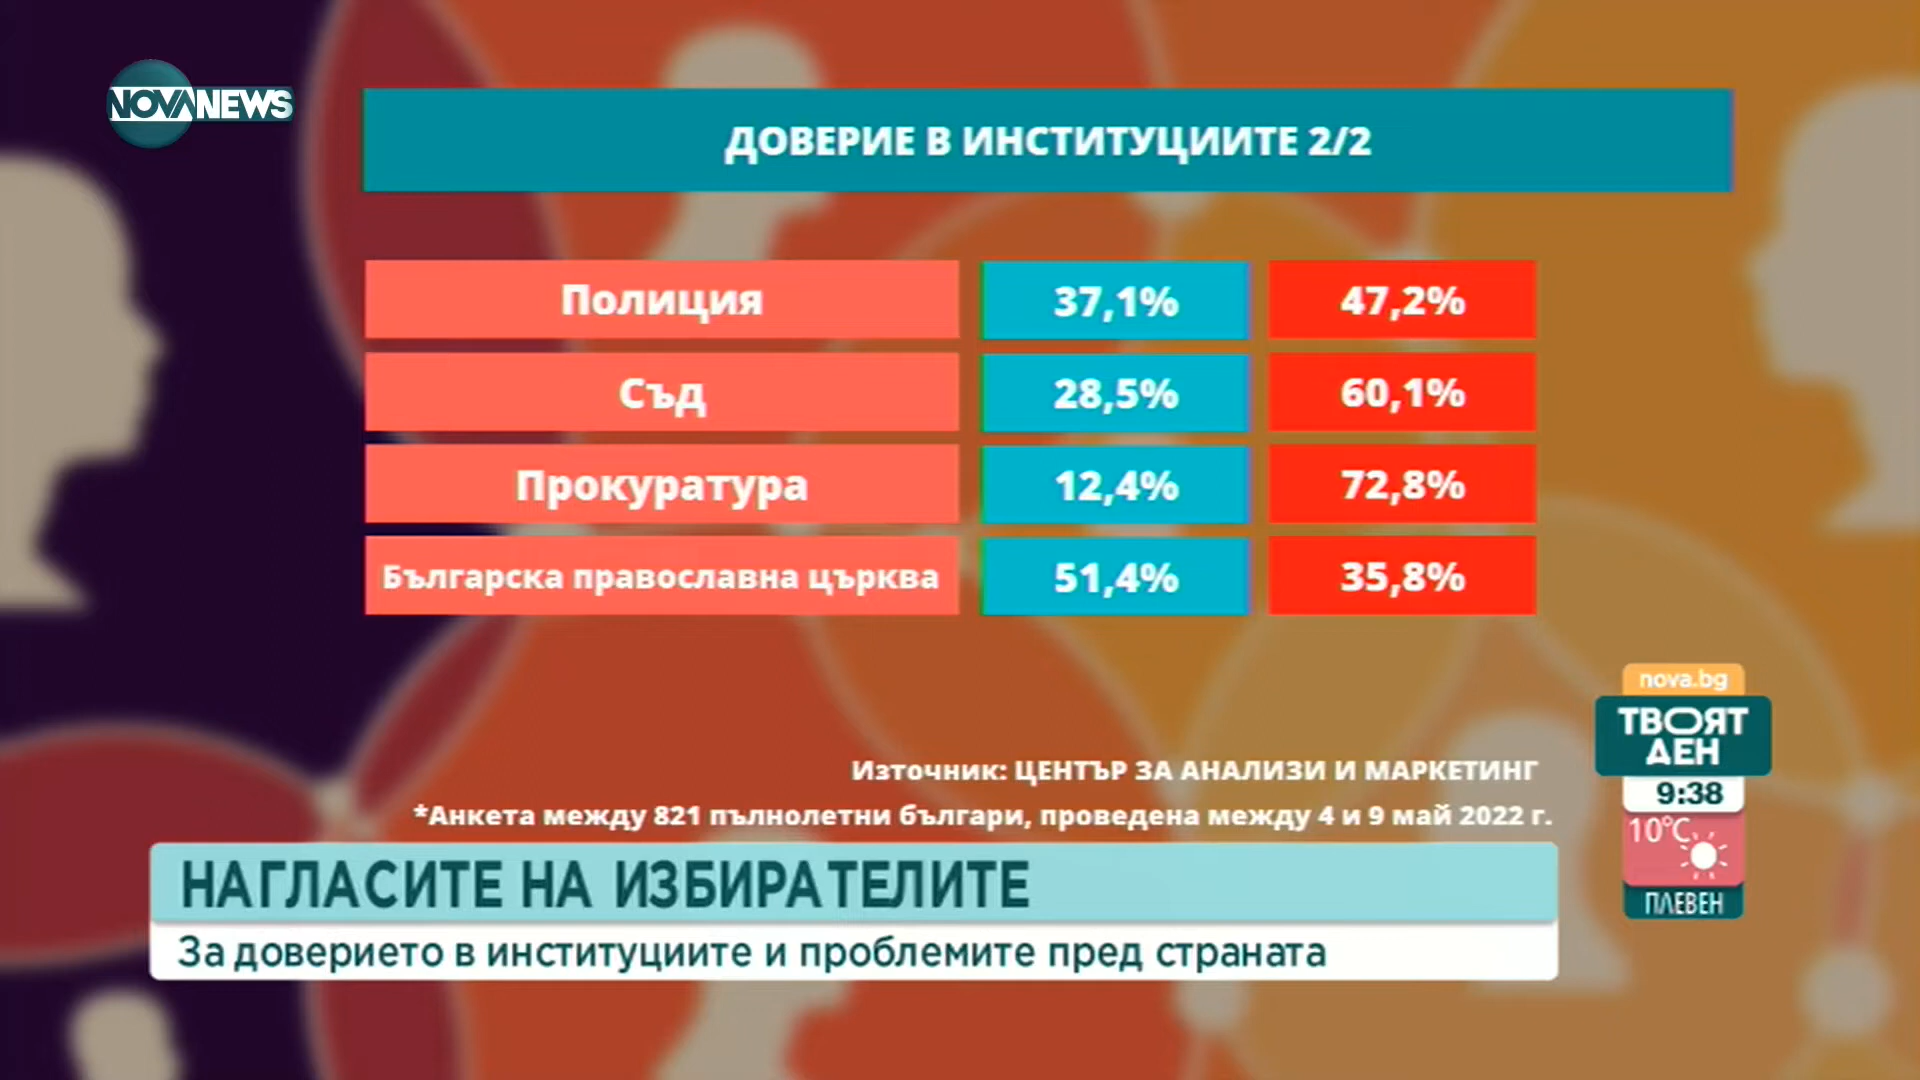 NOVANEWS
ДОВЕРИЕ В ИНСТИТУЦИИТЕ 2/2
Полиция 37,1% 47,2%
Съд 28,5% 60,1%
Прокуратура 12,4% 72,8%
Българска православна църква 51,4% 35,8%
Източник: ЦЕНТЪР ЗА АНАЛИЗИ И МАРКЕТИНГ
*Анкета между 821 пълнолетни българи, проведена между 4 и 9 май 2022 г.
НАГЛАСИТЕ НА ИЗБИРАТЕЛИТЕ
За доверието в институциите и проблемите пред страната
nova.bg
ТВОЯТ
ДЕН
9:38
10°C
ПЛЕВЕН